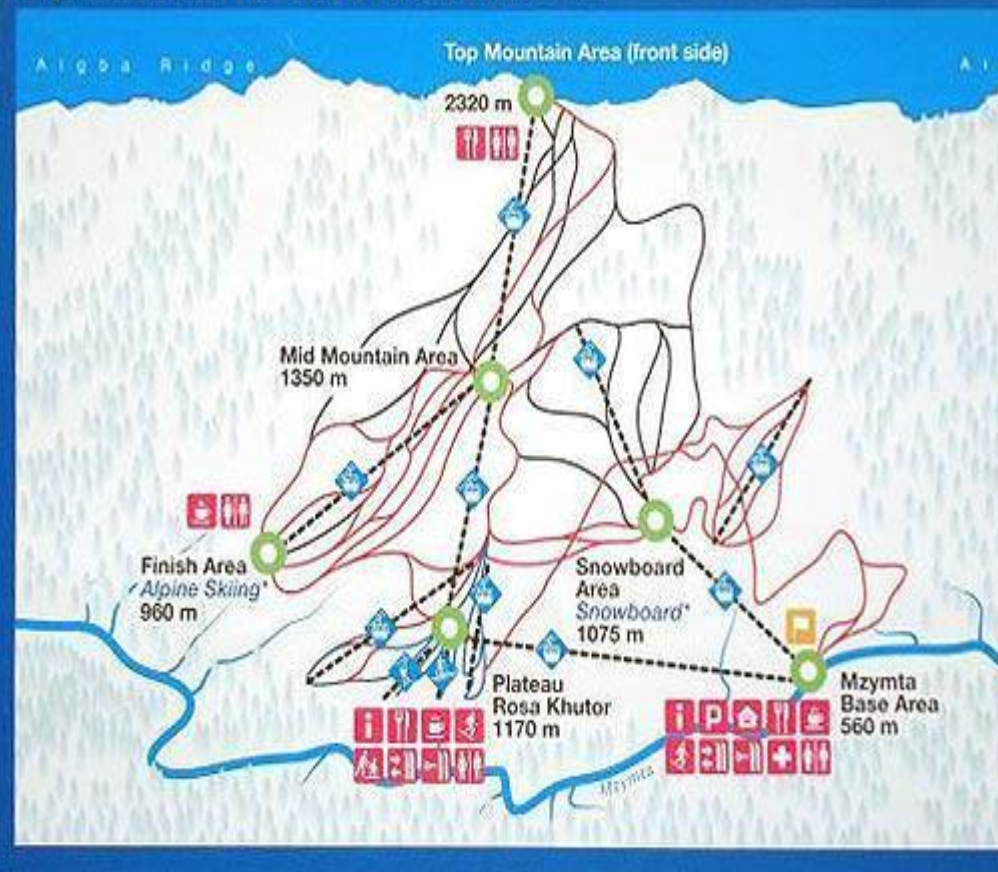 Top Mountain Area (front side)
Aigba Ridge
Ai
2320 m
Mid Mountain Area
1350 m
Finish Area
Alpine Skiing*
960 m
Snowboard
Area
Snowboard*
1075 m
Plateau
Rosa Khutor
1170 m
Mzymta
Base Area
560 m
i
i P
Mzymta